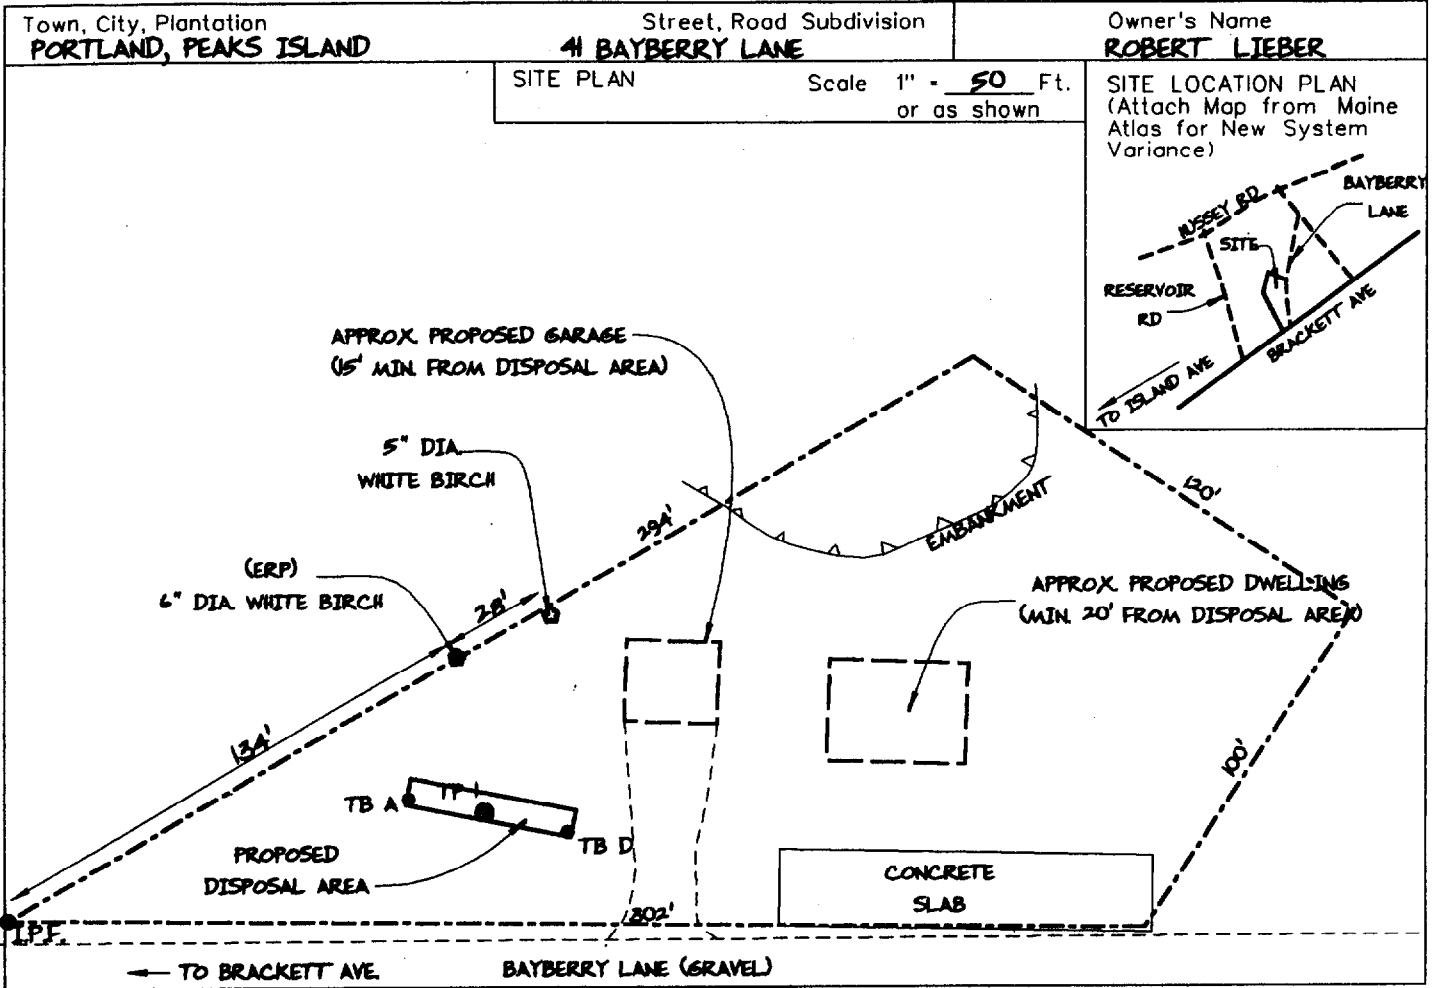 Town, City, Plantation
PORTLAND, PEAKS ISLAND
Street, Road Subdivision
41 BAYBERRY LANE
Owner's Name
ROBERT LIEBER
SITE PLAN
Scale 1" - 50 Ft.
or as shown
SITE LOCATION PLAN
(Attach Map from Maine
Atlas for New System
Variance)
HUSSEY RD
BAYBERRY
LANE
SITE
RESERVOIR
RD
BRACKETT AVE
TO ISLAND AVE
APPROX. PROPOSED GARAGE
(15' MIN. FROM DISPOSAL AREA)
5" DIA.
WHITE BIRCH
294'
EMBANKMENT
120'
(ERP)
6" DIA. WHITE BIRCH
28'
APPROX. PROPOSED DWELLING
(MIN. 20' FROM DISPOSAL AREA)
134'
100'
TB A
TP 1
TB D
PROPOSED
DISPOSAL AREA
CONCRETE
SLAB
302'
I.P.F.
TO BRACKETT AVE.
BAYBERRY LANE (GRAVEL)